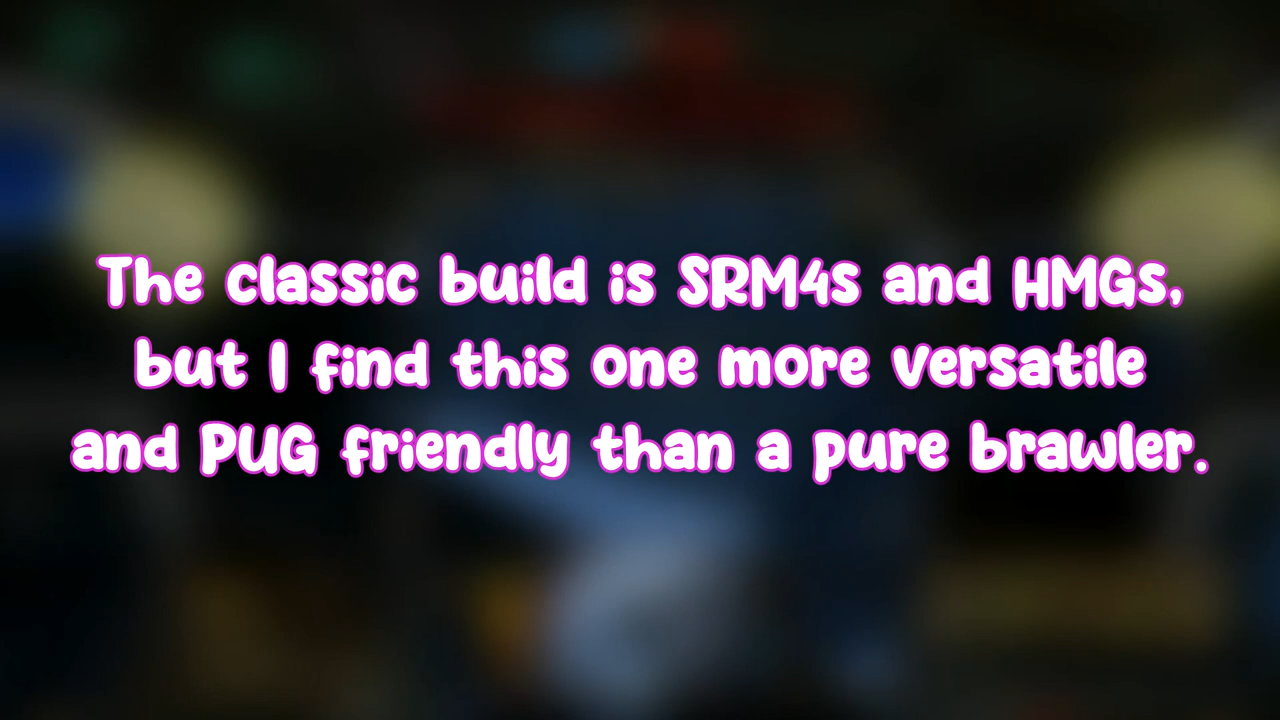 The classic build is SRM4s and HMGs,
but I find this one more versatile
and PUG friendly than a pure brawler.